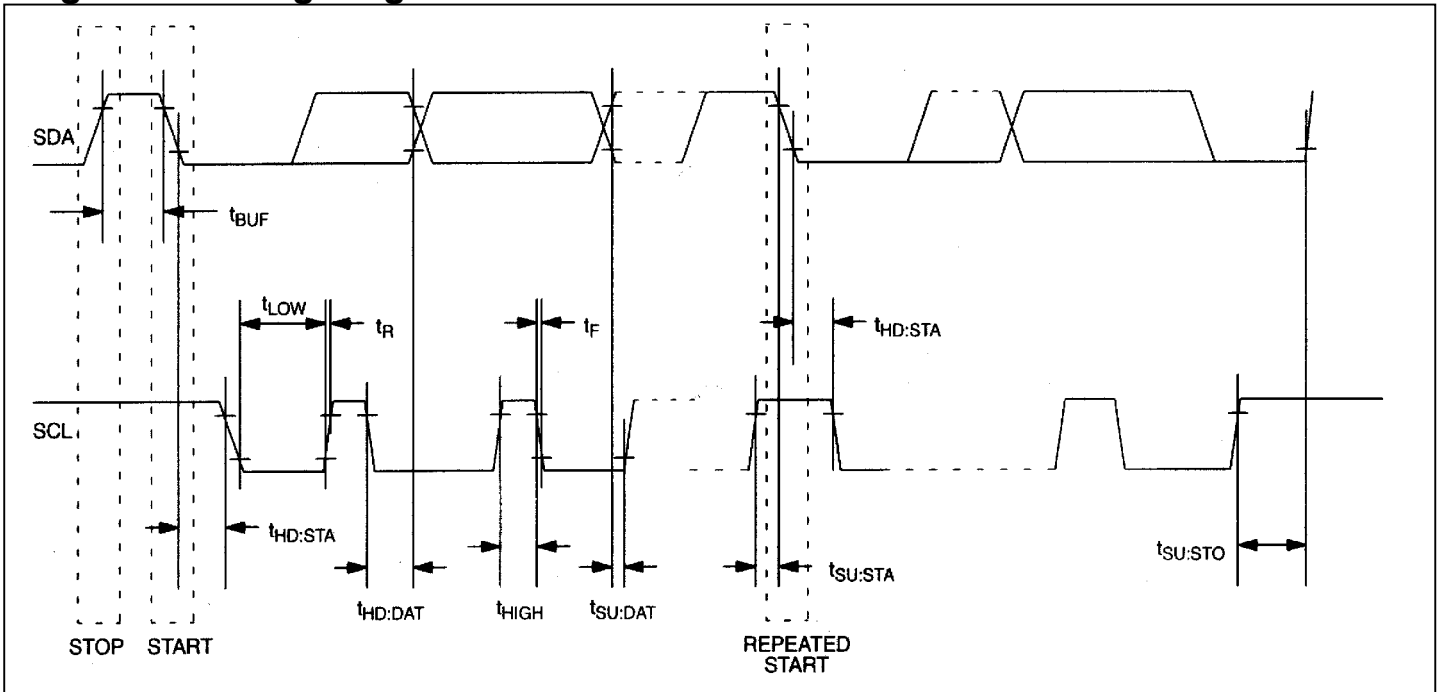 SDA
tBUF
tLOW
tR
tF
tHD:STA
SCL
tHD:STA
tSU:STA
tSU:STO
tHD:DAT
tHIGH
tSU:DAT
STOP
START
REPEATED
START